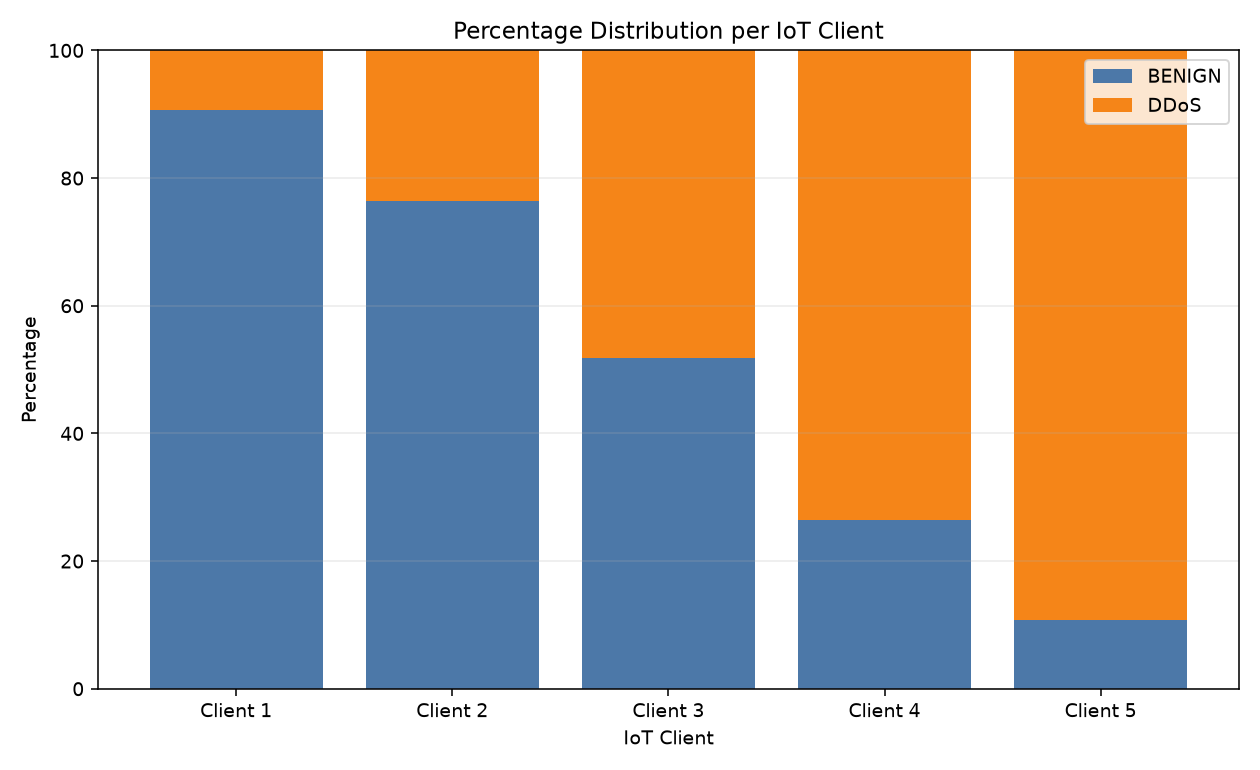 Percentage Distribution per IoT Client
100
80
60
40
20
0
Percentage
BENIGN
DDoS
Client 1
Client 2
Client 3
Client 4
Client 5
IoT Client